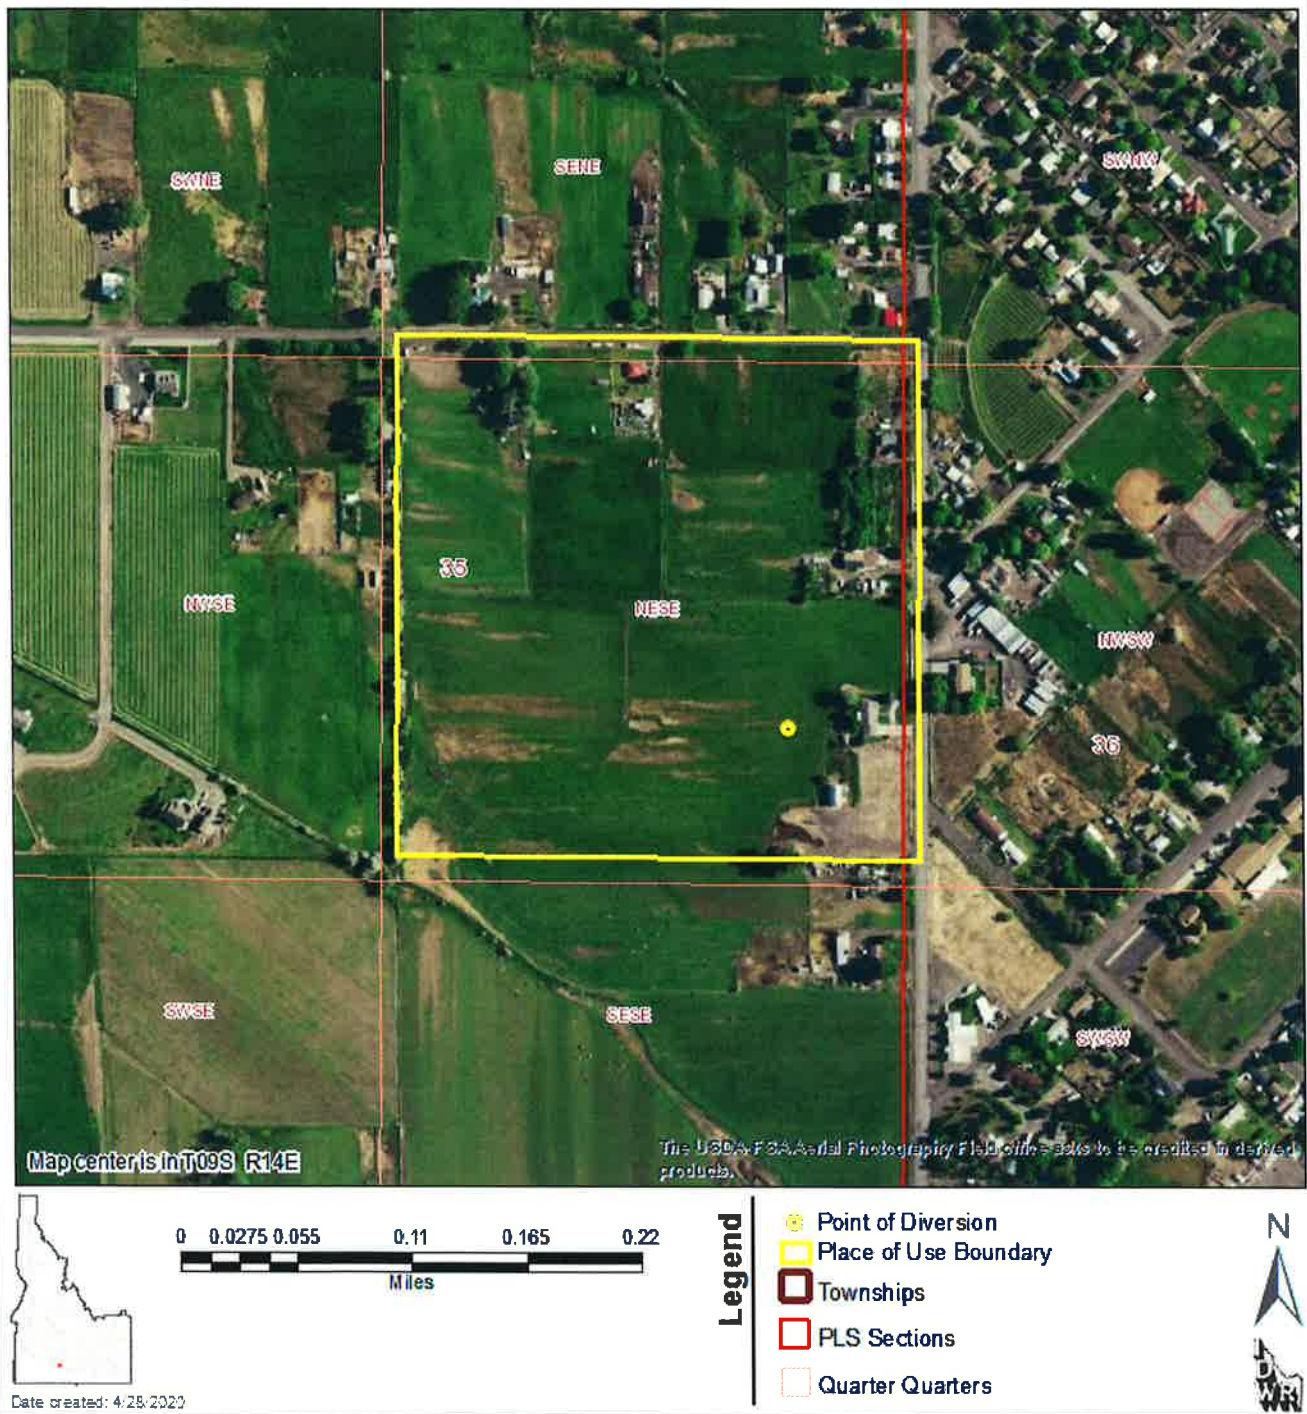 SWNE
SENE
SWNW
35
NWSE
NESE
NWSW
36
SWSE
SESE
SWSW
Map center is in T09S R14E
The USDA-FSA Aerial Photography Field office asks to be credited in derived
products.
0 0.0275 0.055 0.11 0.165 0.22
Miles
Legend
Point of Diversion
Place of Use Boundary
Townships
PLS Sections
Quarter Quarters
N
IDWR
Date created: 4/28/2020